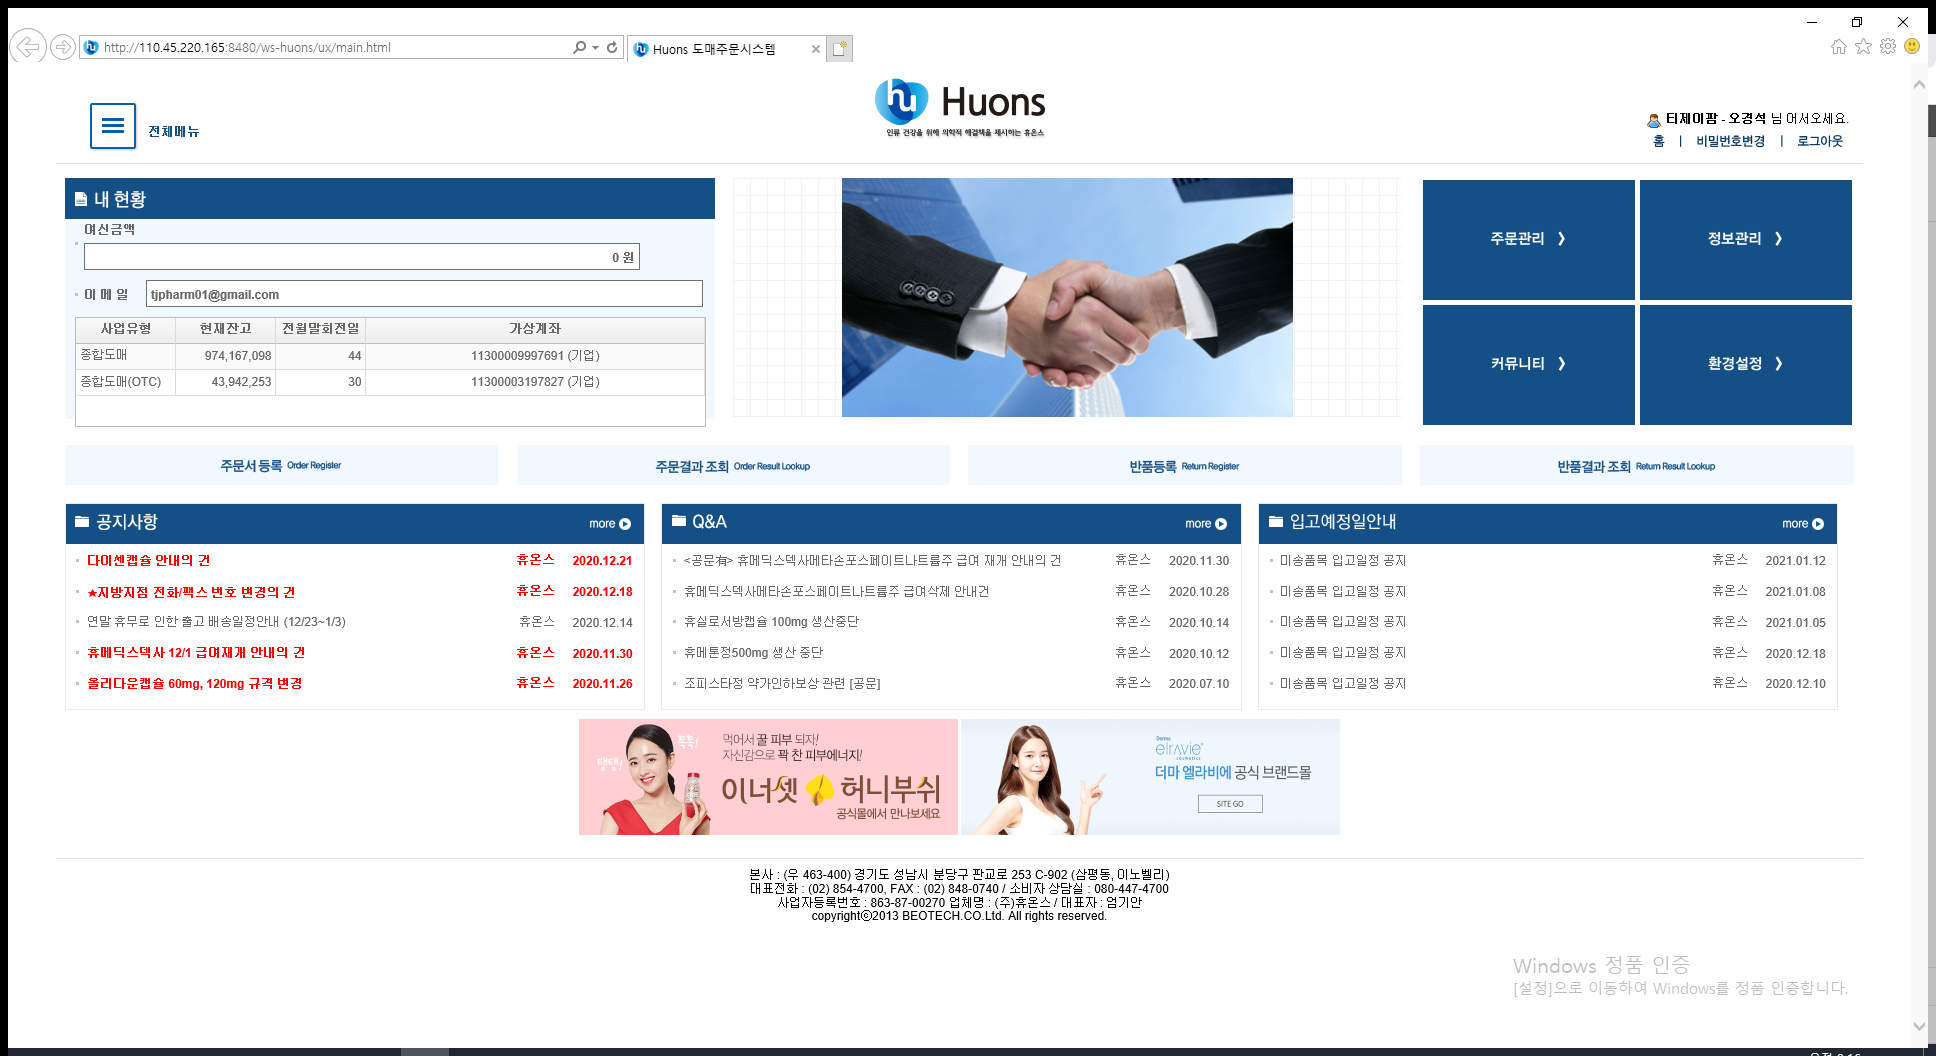 http://110.45.220.165:8480/ws-huons/ux/main.html
Huons 도매주문시스템
전체메뉴
hu Huons
인류 건강을 위해 의학적 해결책을 제시하는 휴온스
티제이팜 - 오경석 님 어서오세요.
홈 | 비밀번호변경 | 로그아웃
내 현황
여신금액
0 원
이 메 일 tjpharm01@gmail.com
사업유형 현재잔고 전월말회전일 가상계좌
종합도매 974,167,098 44 11300009997691 (기업)
종합도매(OTC) 43,942,253 30 11300003197827 (기업)
주문관리 》
정보관리 》
커뮤니티 》
환경설정 》
주문서 등록 Order Register
주문결과 조회 Order Result Lookup
반품등록 Return Register
반품결과 조회 Return Result Lookup
공지사항 more
다이센캡슐 안내의 건 휴온스 2020.12.21
★지방지점 전화/팩스 번호 변경의 건 휴온스 2020.12.18
연말 휴무로 인한 출고 배송일정안내 (12/23~1/3) 휴온스 2020.12.14
휴메딕스덱사 12/1 급여재개 안내의 건 휴온스 2020.11.30
올리다운캡슐 60mg, 120mg 규격 변경 휴온스 2020.11.26
Q&A more
<공문有> 휴메딕스덱사메타손포스페이트나트륨주 급여 재개 안내의 건 휴온스 2020.11.30
휴메딕스덱사메타손포스페이트나트륨주 급여삭제 안내건 휴온스 2020.10.28
휴실로서방캡슐 100mg 생산중단 휴온스 2020.10.14
휴메톤정500mg 생산 중단 휴온스 2020.10.12
조피스타정 약가인하보상 관련 [공문] 휴온스 2020.07.10
입고예정일안내 more
미송품목 입고일정 공지 휴온스 2021.01.12
미송품목 입고일정 공지 휴온스 2021.01.08
미송품목 입고일정 공지 휴온스 2021.01.05
미송품목 입고일정 공지 휴온스 2020.12.18
미송품목 입고일정 공지 휴온스 2020.12.10
탱탱!
톡톡!
먹어서 꿀 피부 되자!
자신감으로 꽉 찬 피부에너지!
이너셋 허니부쉬
공식몰에서 만나보세요
Derma
elravie
cosmetics
더마 엘라비에 공식 브랜드몰
SITE GO
본사 : (우 463-400) 경기도 성남시 분당구 판교로 253 C-902 (삼평동, 이노벨리)
대표전화 : (02) 854-4700, FAX : (02) 848-0740 / 소비자 상담실 : 080-447-4700
사업자등록번호 : 863-87-00270 업체명 : (주)휴온스 / 대표자 : 엄기안
copyrightⓒ2013 BEOTECH.CO.Ltd. All rights reserved.
Windows 정품 인증
[설정]으로 이동하여 Windows를 정품 인증합니다.